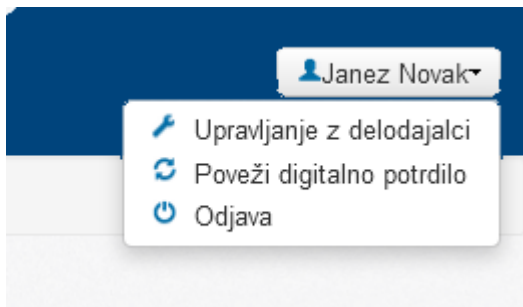 Janez Novak
Upravljanje z delodajalci
Poveži digitalno potrdilo
Odjava